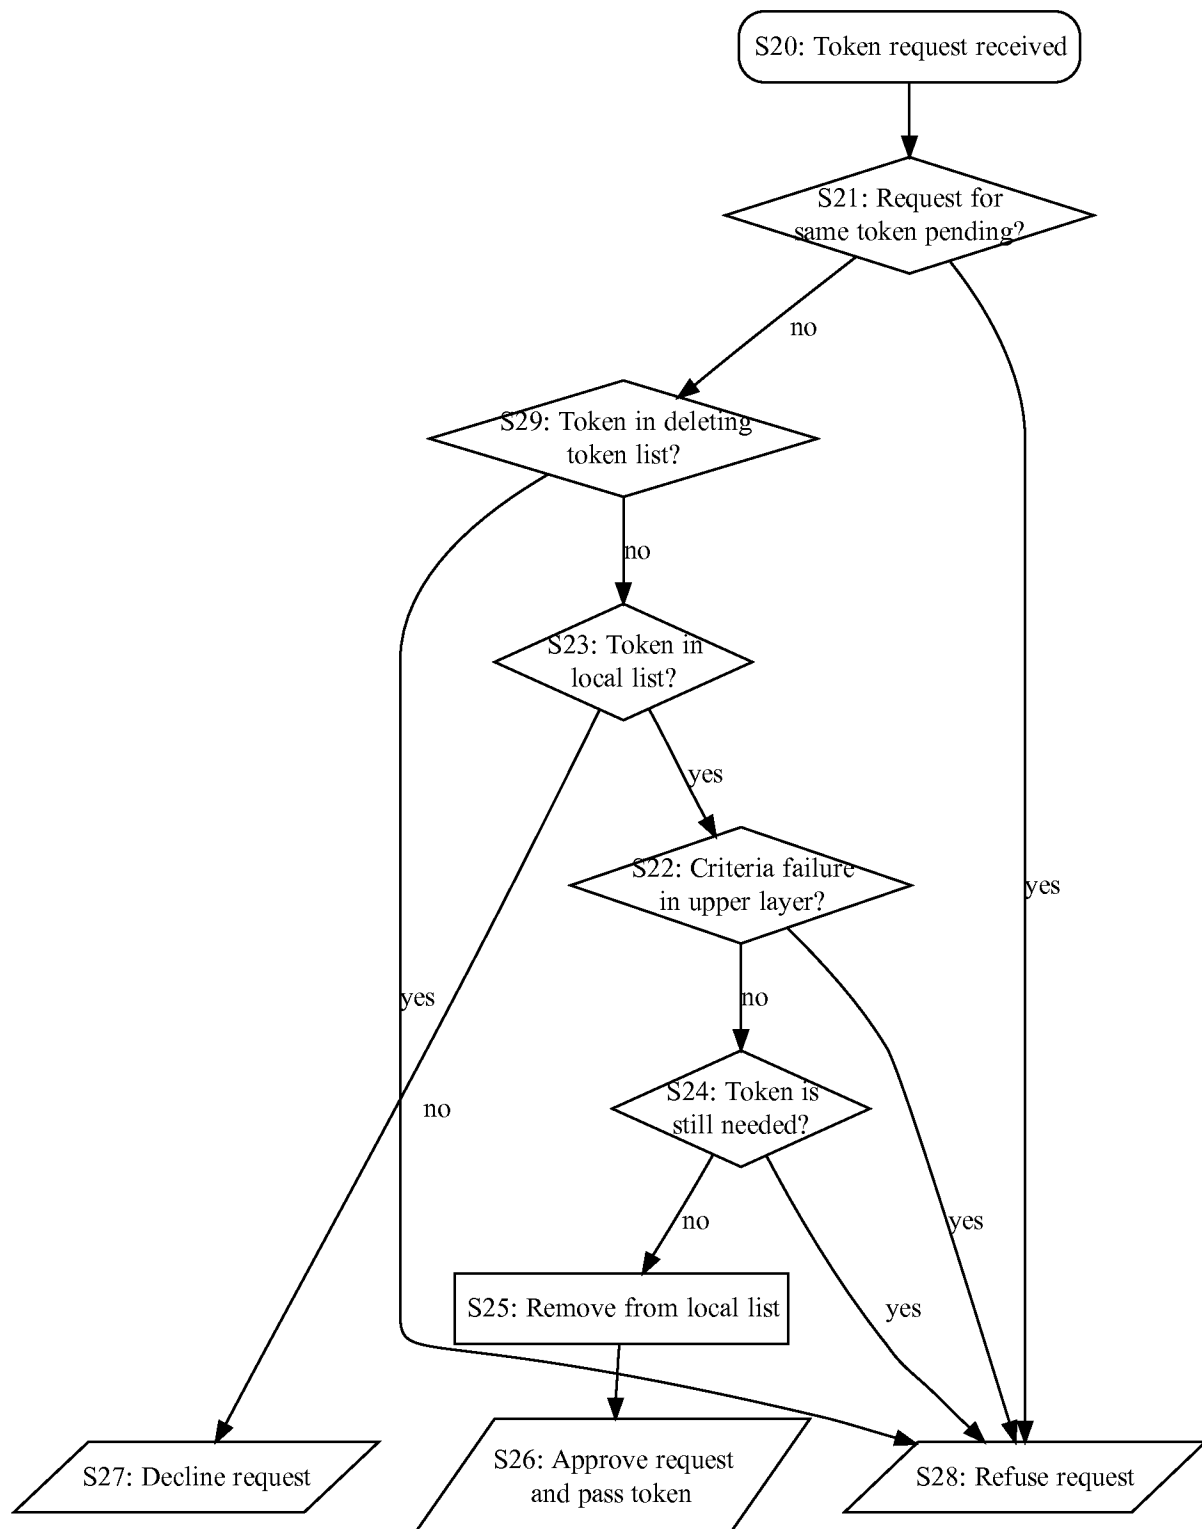 S20: Token request received
S21: Request for
same token pending?
no
S29: Token in deleting
token list?
no
S23: Token in
local list?
yes
S22: Criteria failure
in upper layer?
yes
yes
no
S24: Token is
still needed?
no
no
yes
S25: Remove from local list
yes
S27: Decline request
S26: Approve request
and pass token
S28: Refuse request